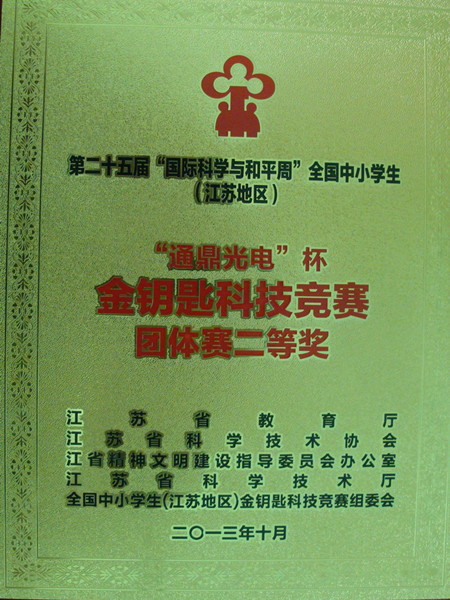 第二十五届“国际科学与和平周”全国中小学生
（江苏地区）
“通鼎光电”杯
金钥匙科技竞赛
团体赛二等奖
江苏省教育厅
江苏省科学技术协会
江省精神文明建设指导委员会办公室
江苏省科学技术厅
全国中小学生(江苏地区)金钥匙科技竞赛组委会
二〇一三年十月